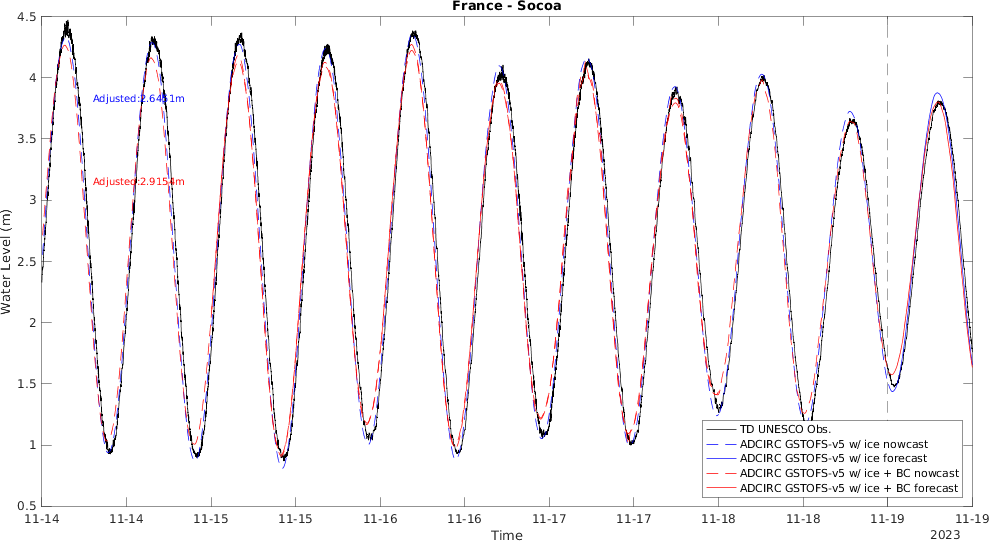 France - Socoa
4.5
4
3.5
3
2.5
2
1.5
1
0.5
Water Level (m)
Adjusted:2.6451m
Adjusted:2.9154m
TD UNESCO Obs.
ADCIRC GSTOFS-v5 w/ ice nowcast
ADCIRC GSTOFS-v5 w/ ice forecast
ADCIRC GSTOFS-v5 w/ ice + BC nowcast
ADCIRC GSTOFS-v5 w/ ice + BC forecast
11-14 11-14 11-15 11-15 11-16 11-16 11-17 11-17 11-18 11-18 11-19 11-19
Time
2023